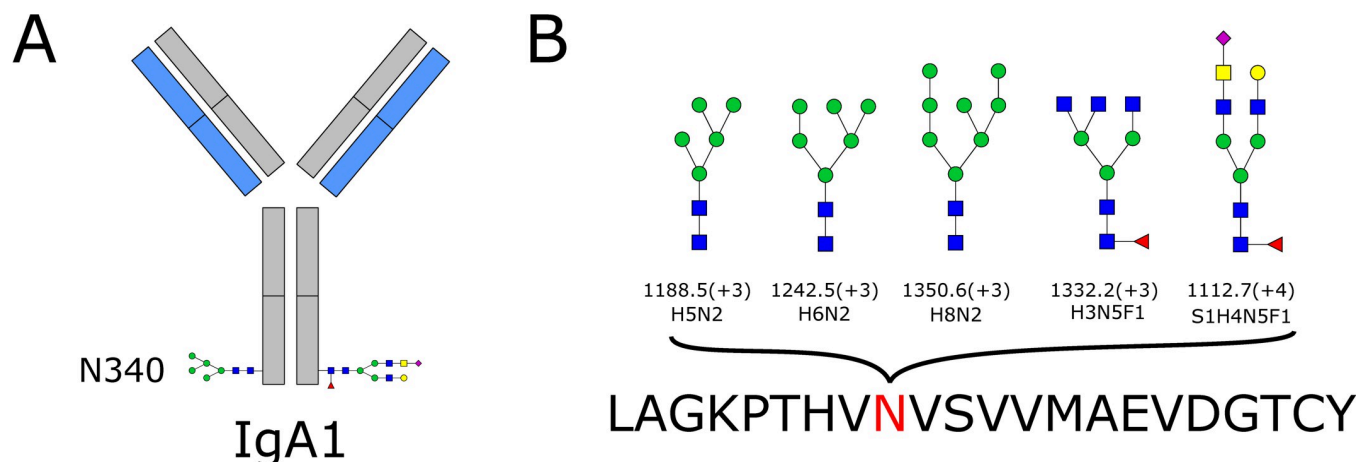 A
N340
IgA1
B
1188.5(+3) 1242.5(+3) 1350.6(+3) 1332.2(+3) 1112.7(+4)
H5N2 H6N2 H8N2 H3N5F1 S1H4N5F1
LAGKPTHVNVSVVMAEVDGTCY